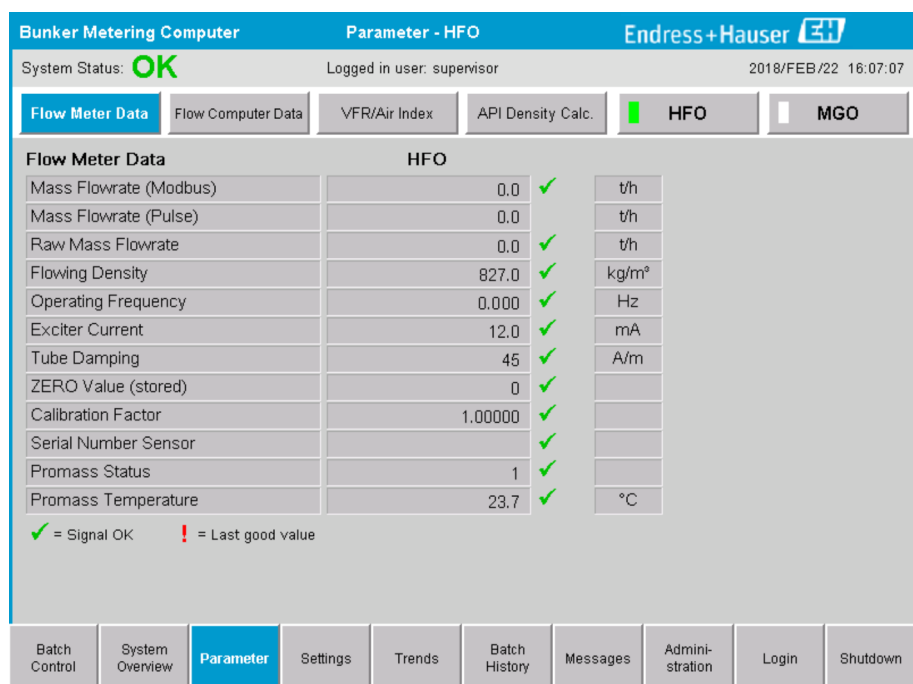 Bunker Metering Computer Parameter - HFO Endress+Hauser EH
System Status: OK Logged in user: supervisor 2018/FEB/22 16:07:07
Flow Meter Data Flow Computer Data VFR/Air Index API Density Calc. HFO MGO
Flow Meter Data HFO
Mass Flowrate (Modbus) 0.0 ✓ t/h
Mass Flowrate (Pulse) 0.0 t/h
Raw Mass Flowrate 0.0 ✓ t/h
Flowing Density 827.0 ✓ kg/m³
Operating Frequency 0.000 ✓ Hz
Exciter Current 12.0 ✓ mA
Tube Damping 45 ✓ A/m
ZERO Value (stored) 0 ✓
Calibration Factor 1.00000 ✓
Serial Number Sensor ✓
Promass Status 1 ✓
Promass Temperature 23.7 ✓ °C
✓ = Signal OK ! = Last good value
Batch Control System Overview Parameter Settings Trends Batch History Messages Admini-stration Login Shutdown